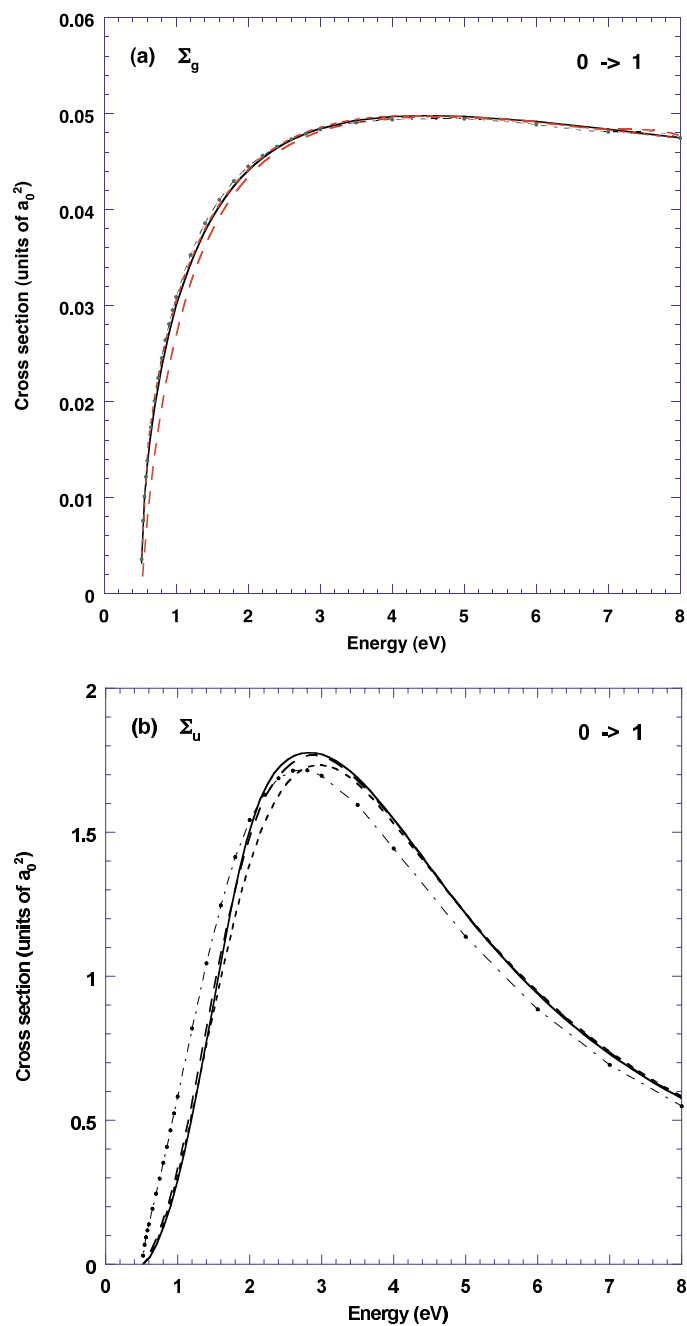 0.06
(a) Σg 0 -> 1
0.05
0.04
0.03
0.02
0.01
0
Cross section (units of a₀²)
0 1 2 3 4 5 6 7 8
Energy (eV)
2
(b) Σu 0 -> 1
1.5
1
0.5
0
Cross section (units of a₀²)
0 1 2 3 4 5 6 7 8
Energy (eV)